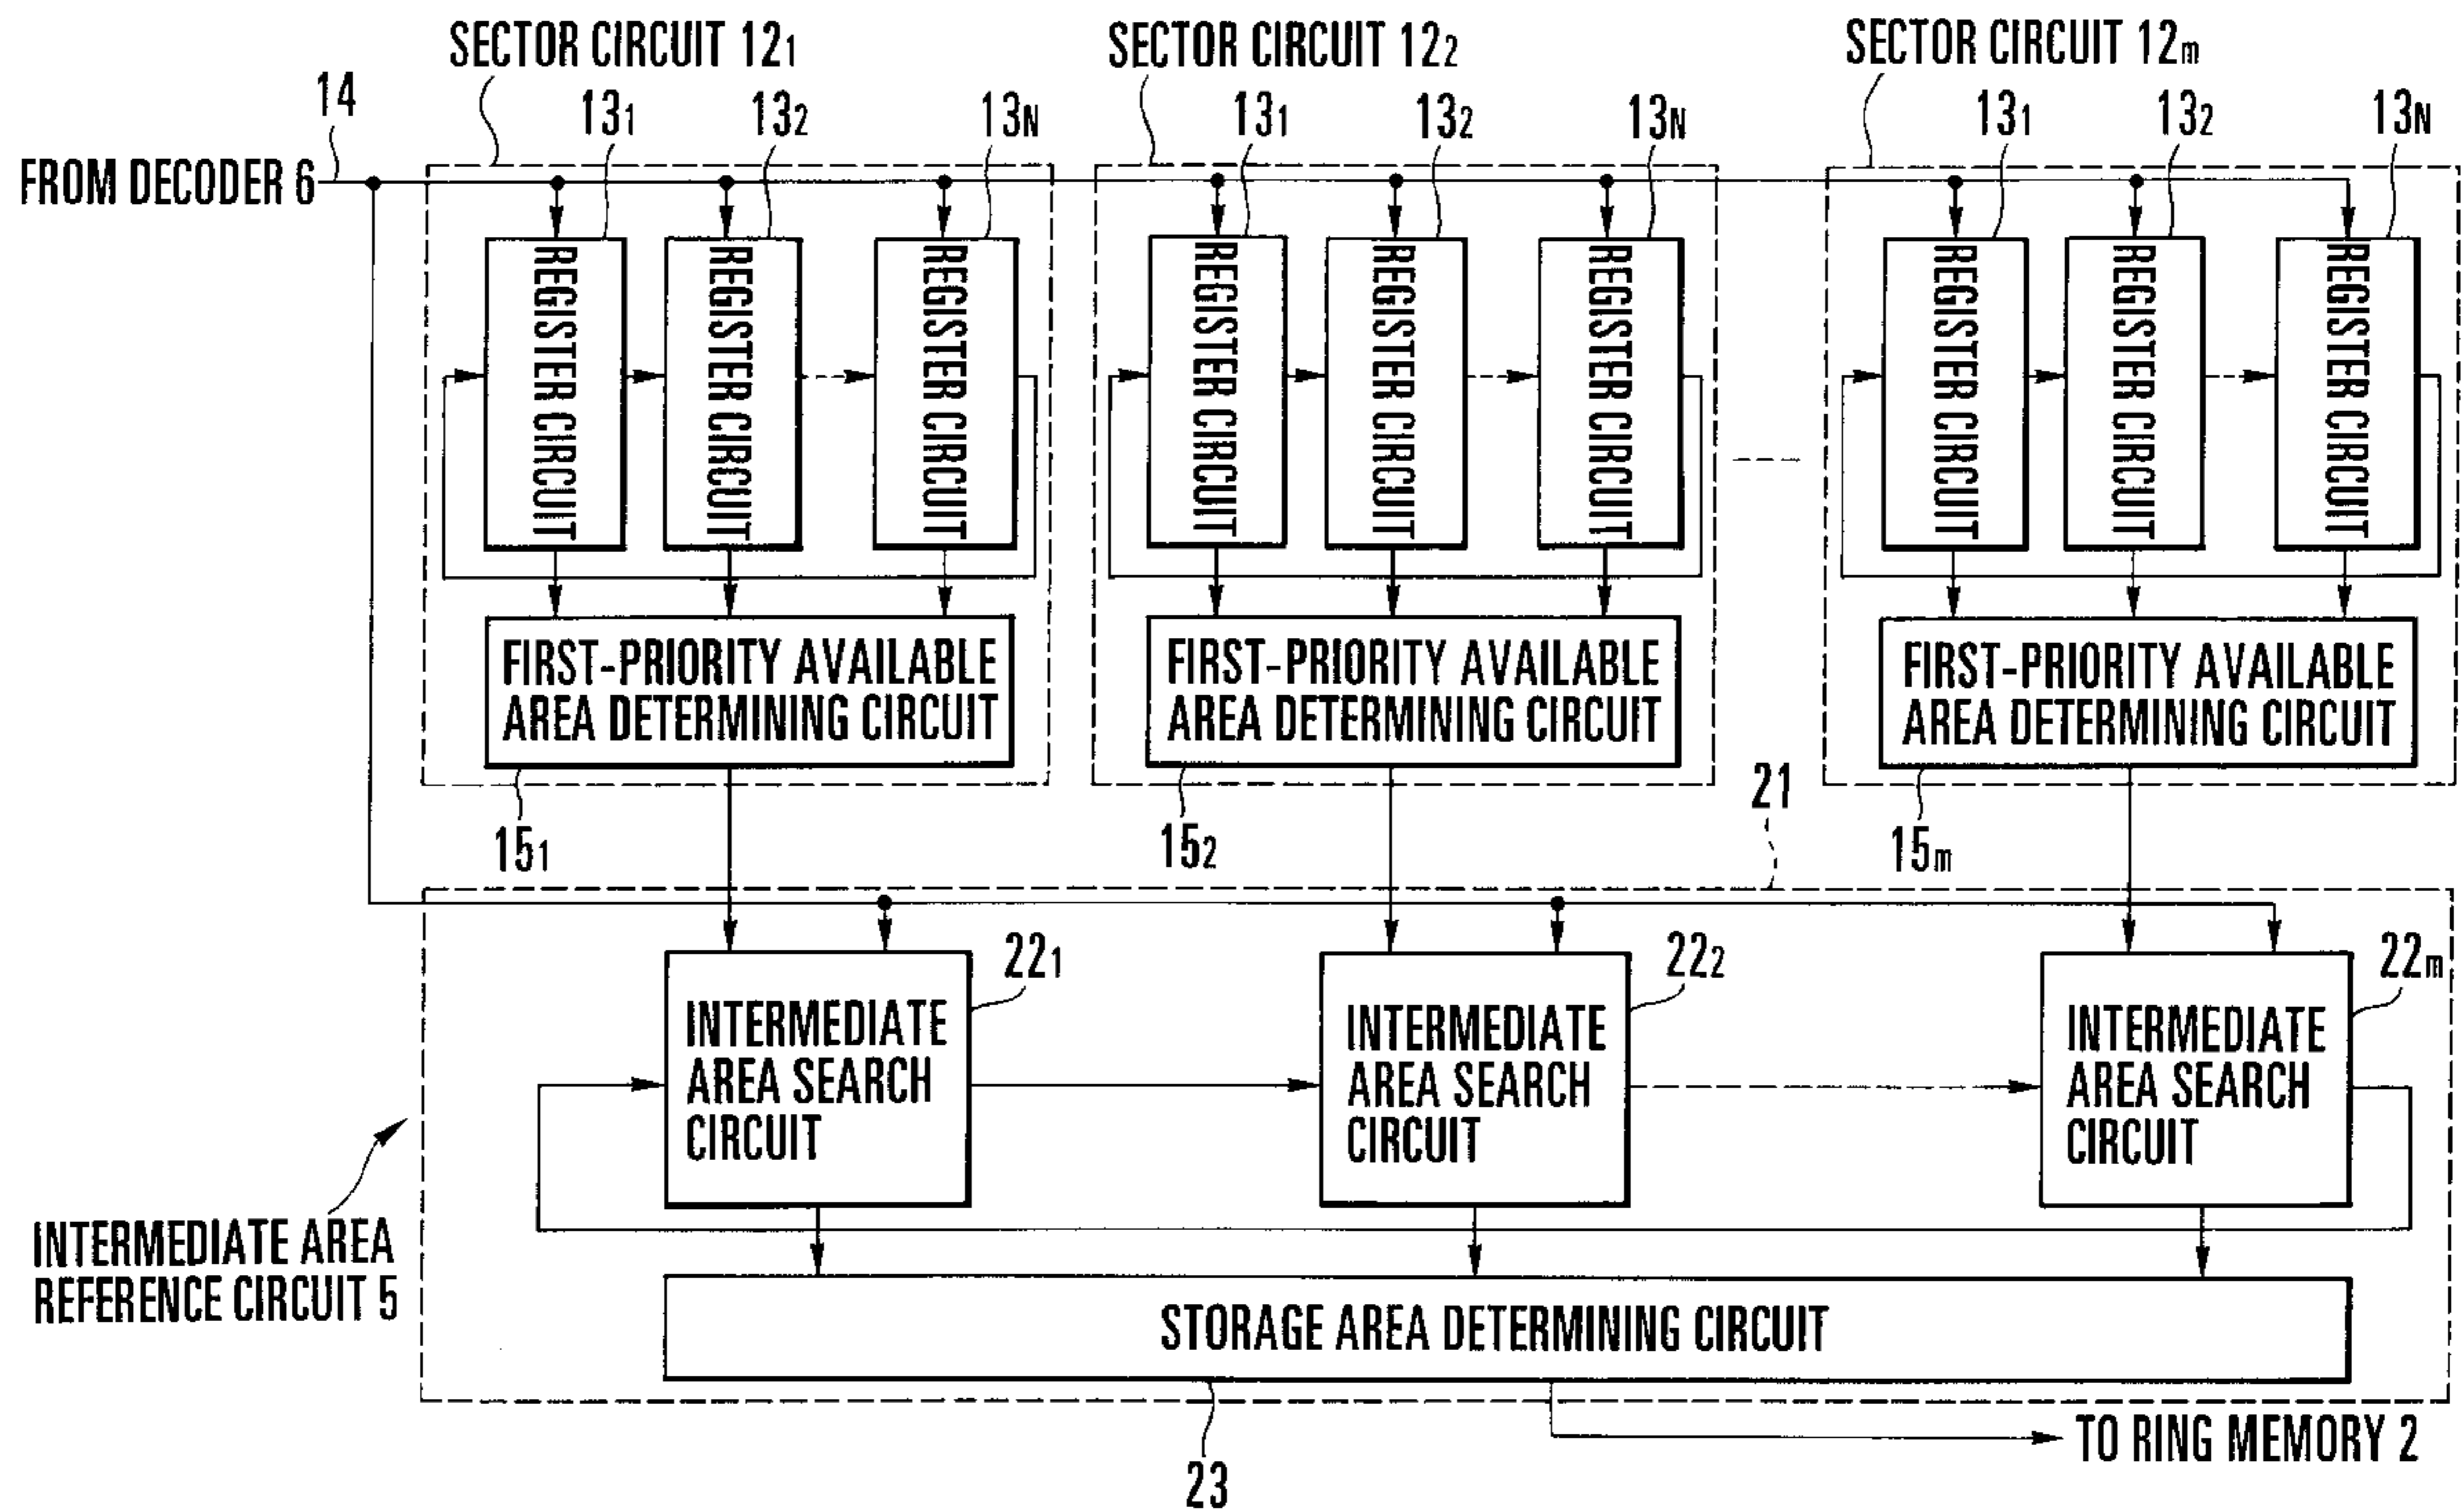 SECTOR CIRCUIT 12₁
SECTOR CIRCUIT 12₂
SECTOR CIRCUIT 12m
14
13₁
13₂
13N
13₁
13₂
13N
13₁
13₂
13N
FROM DECODER 6
REGISTER CIRCUIT
REGISTER CIRCUIT
REGISTER CIRCUIT
REGISTER CIRCUIT
REGISTER CIRCUIT
REGISTER CIRCUIT
REGISTER CIRCUIT
REGISTER CIRCUIT
REGISTER CIRCUIT
FIRST-PRIORITY AVAILABLE
AREA DETERMINING CIRCUIT
FIRST-PRIORITY AVAILABLE
AREA DETERMINING CIRCUIT
FIRST-PRIORITY AVAILABLE
AREA DETERMINING CIRCUIT
15₁
15₂
21
15m
22₁
22₂
22m
INTERMEDIATE
AREA SEARCH
CIRCUIT
INTERMEDIATE
AREA SEARCH
CIRCUIT
INTERMEDIATE
AREA SEARCH
CIRCUIT
INTERMEDIATE AREA
REFERENCE CIRCUIT 5
STORAGE AREA DETERMINING CIRCUIT
23
TO RING MEMORY 2